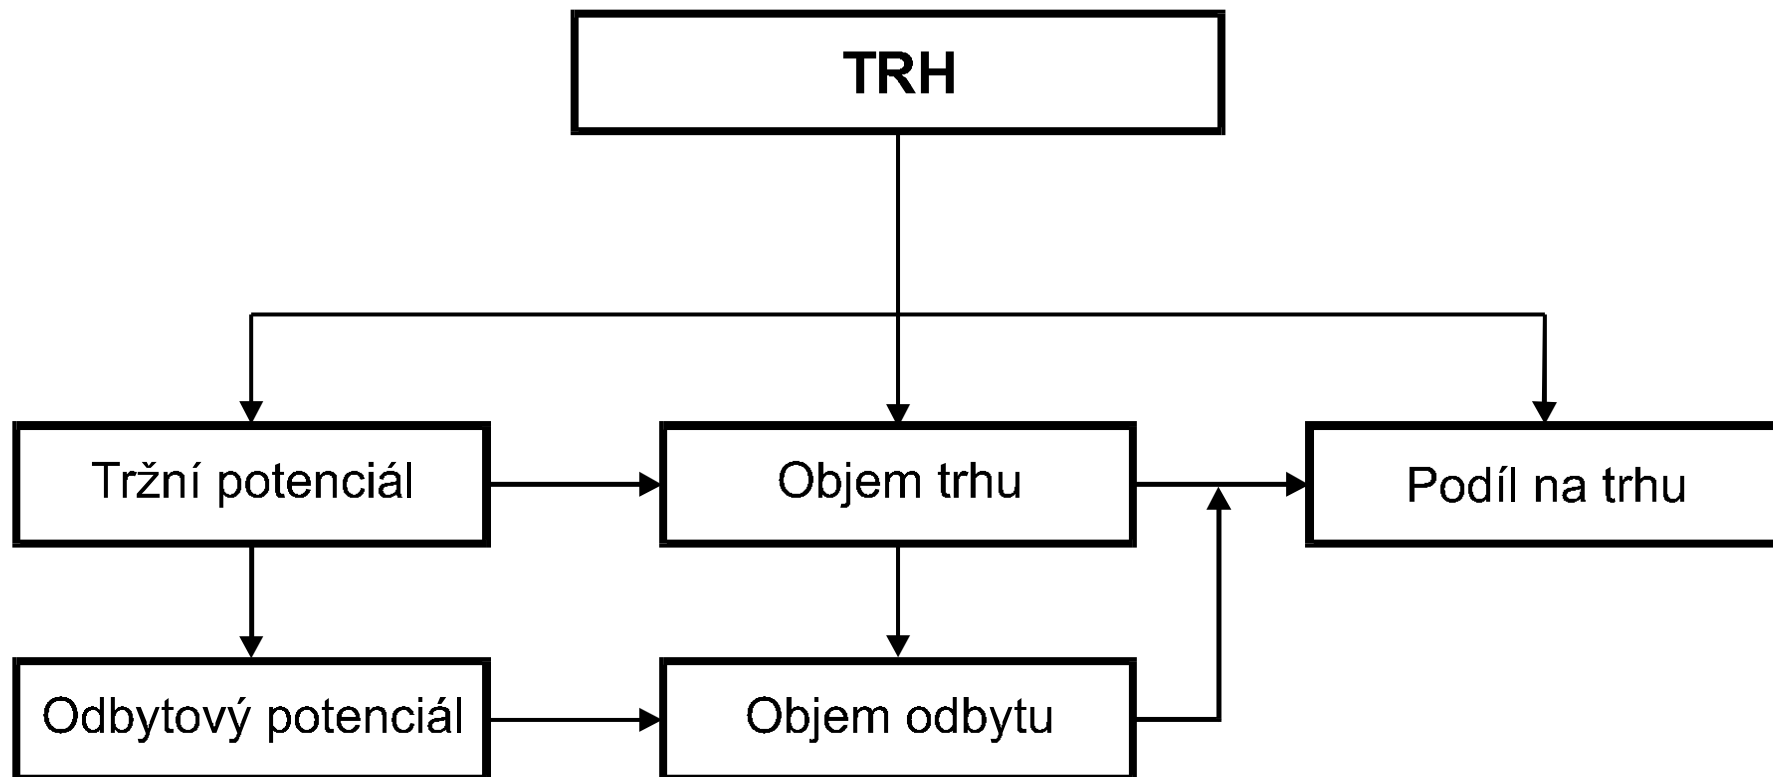 TRH
Tržní potenciál
Objem trhu
Podíl na trhu
Odbytový potenciál
Objem odbytu